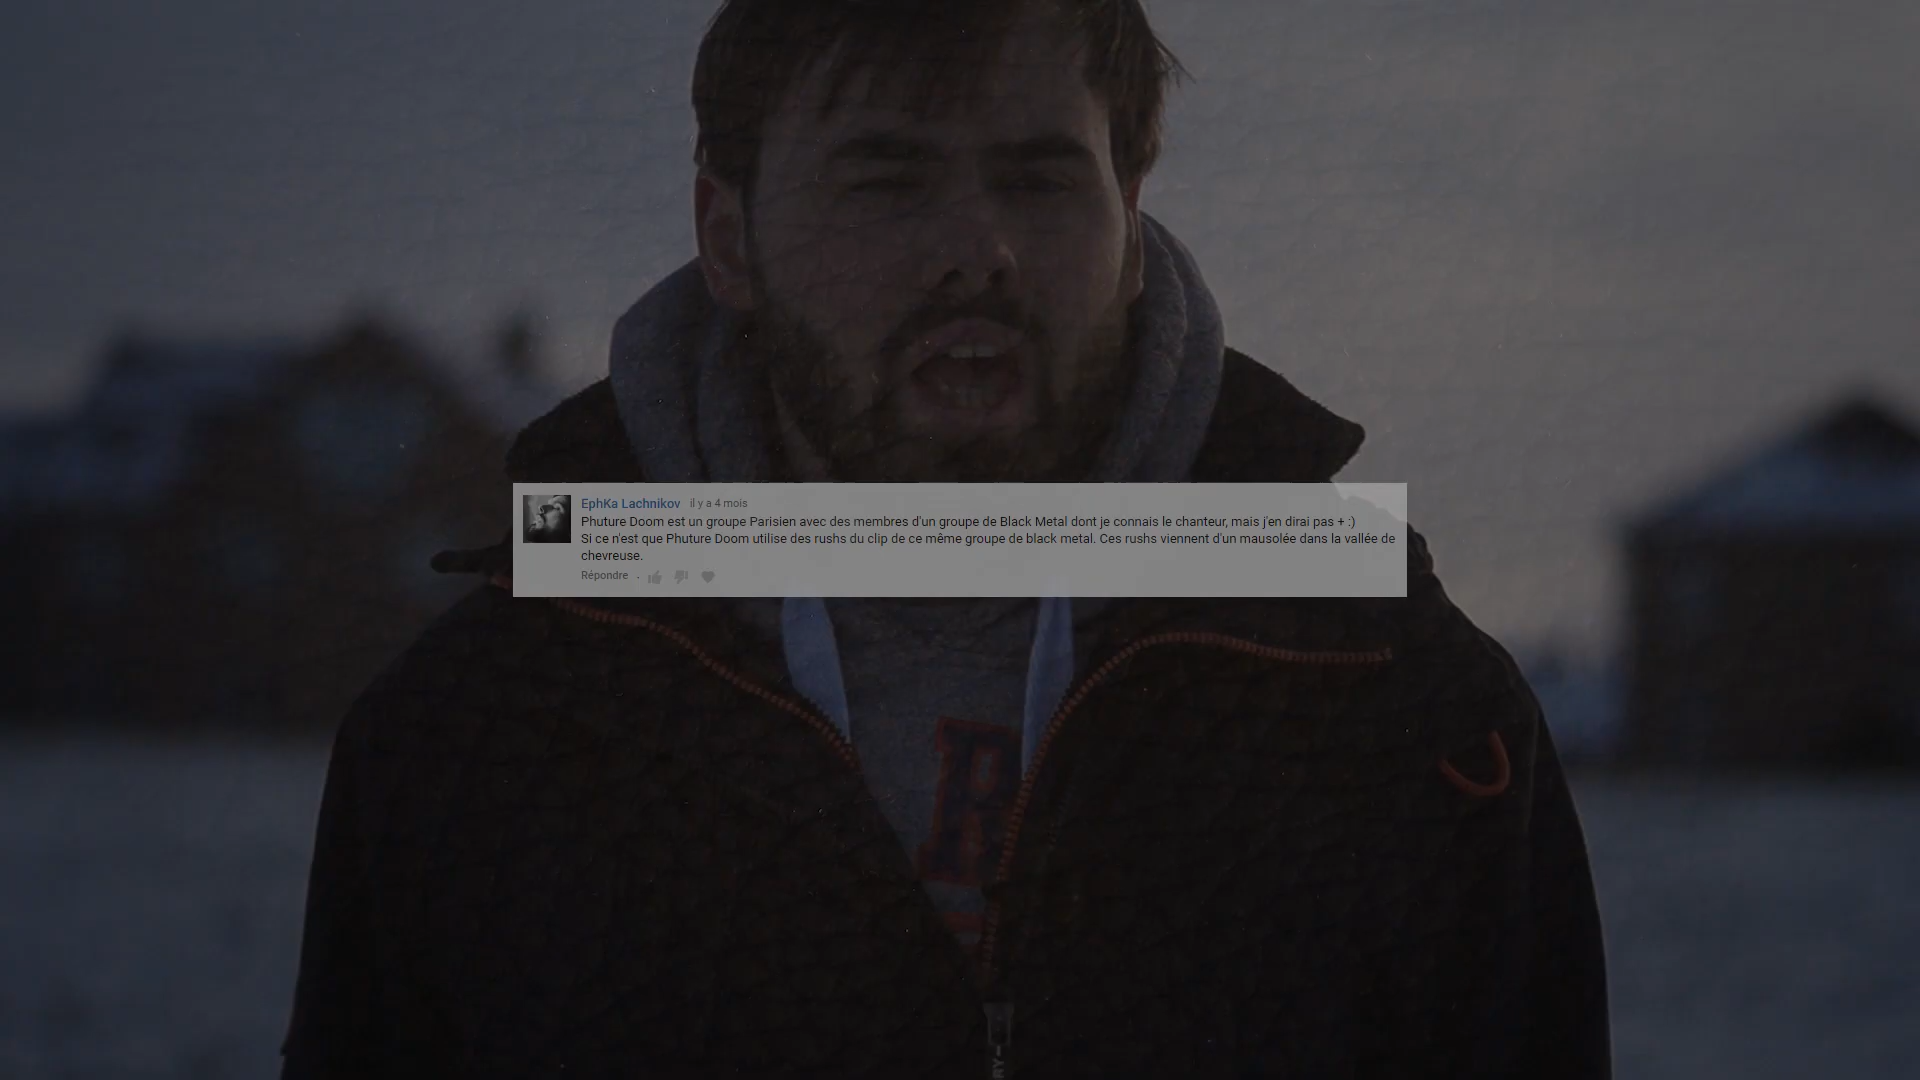 EphKa Lachnikov il y a 4 mois
Phuture Doom est un groupe Parisien avec des membres d'un groupe de Black Metal dont je connais le chanteur, mais j'en dirai pas + :)
Si ce n'est que Phuture Doom utilise des rushs du clip de ce même groupe de black metal. Ces rushs viennent d'un mausolée dans la vallée de
chevreuse.
Répondre .
R
RY